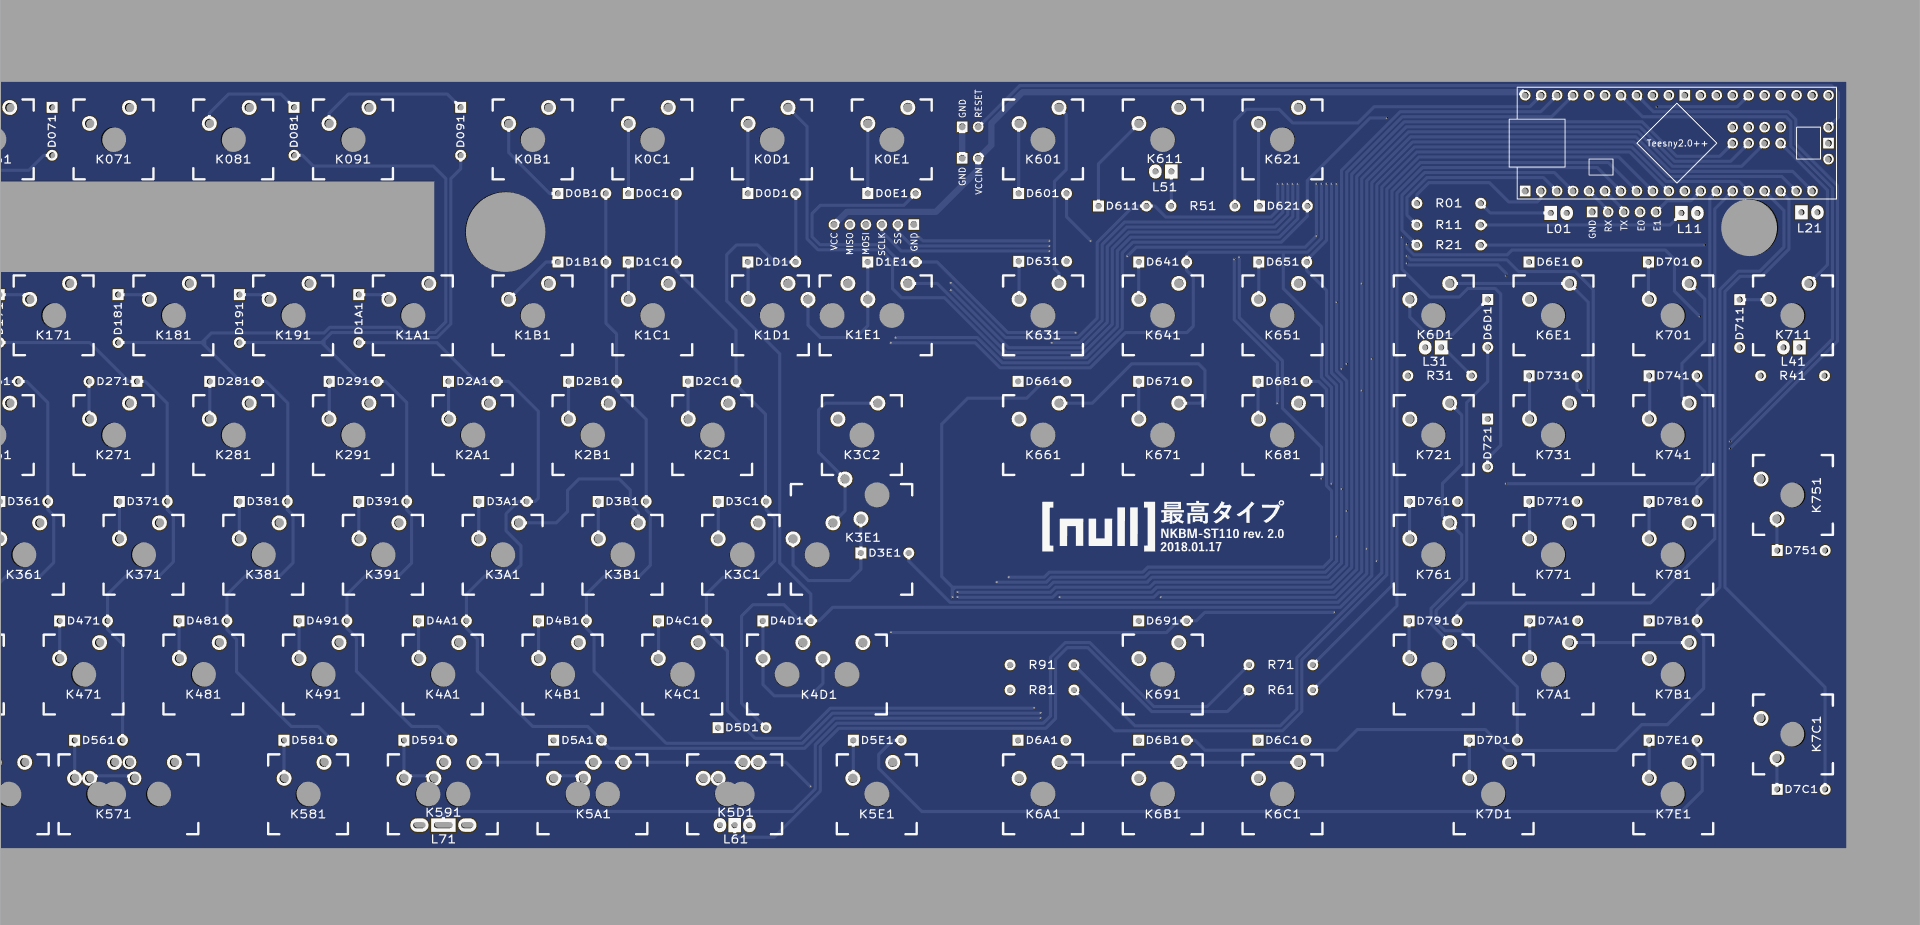 D071 D081 D091 GND RESET
K071 K081 K091 K0B1 K0C1 K0D1 K0E1 K601 K611 K621 Teesny2.0++
GND VCCIN L51
D0B1 D0C1 D0D1 D0E1 D601 D611 R51 D621 R01
VCC MISO MOSI SCLK SS GND R11 L01 GND RX TX E0 E1 L11 L21
R21
D1B1 D1C1 D1D1 D1E1 D631 D641 D651 D6E1 D701
D181 D191 D1A1 D6D1 D711
K171 K181 K191 K1A1 K1B1 K1C1 K1D1 K1E1 K631 K641 K651 K6D1 K6E1 K701 K711
L31 L41
D271 D281 D291 D2A1 D2B1 D2C1 D661 D671 D681 R31 D731 D741 R41
K271 K281 K291 K2A1 K2B1 K2C1 K3C2 K661 K671 K681 K721 D721 K731 K741
D361 D371 D381 D391 D3A1 D3B1 D3C1 D761 D771 D781 K751
[null] 最高タイプ
NKBM-ST110 rev. 2.0
2018.01.17
K3E1
D3E1 D751
K361 K371 K381 K391 K3A1 K3B1 K3C1 K761 K771 K781
D471 D481 D491 D4A1 D4B1 D4C1 D4D1 D691 D791 D7A1 D7B1
R91 R71
R81 R61
K471 K481 K491 K4A1 K4B1 K4C1 K4D1 K691 K791 K7A1 K7B1
D5D1 K7C1
D561 D581 D591 D5A1 D5E1 D6A1 D6B1 D6C1 D7D1 D7E1
D7C1
K571 K581 K591 K5A1 K5D1 K5E1 K6A1 K6B1 K6C1 K7D1 K7E1
L71 L61